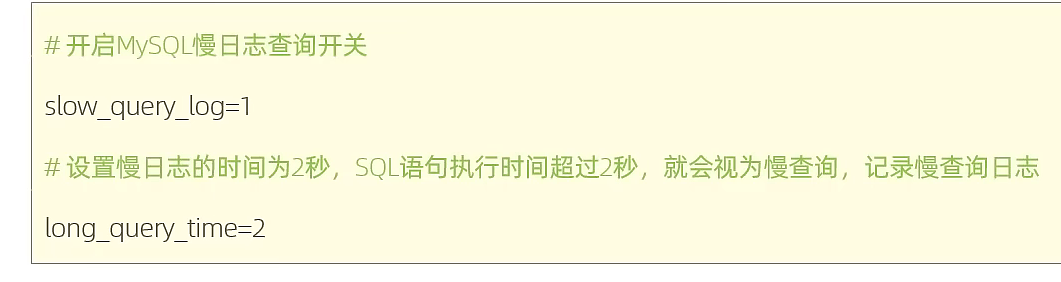 # 开启MySQL慢日志查询开关
slow_query_log=1
# 设置慢日志的时间为2秒，SQL语句执行时间超过2秒，就会视为慢查询，记录慢查询日志
long_query_time=2